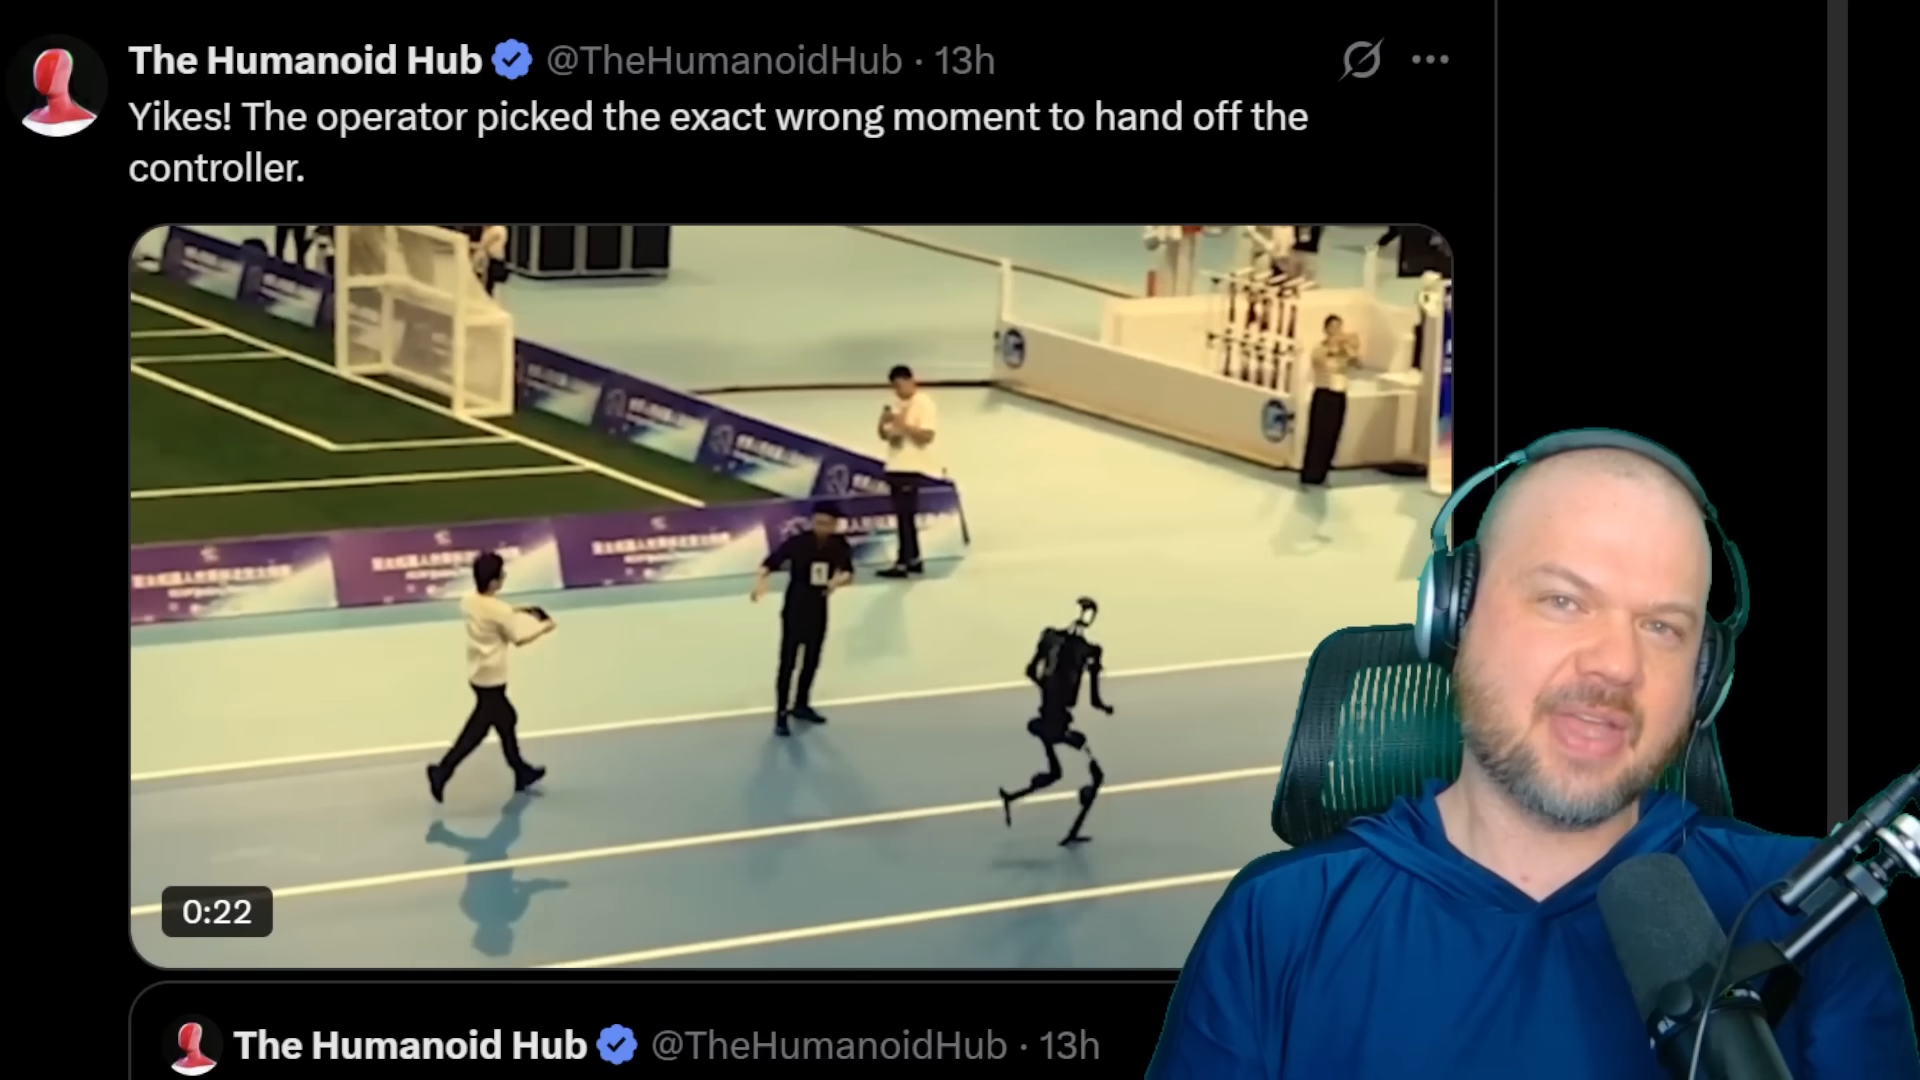 The Humanoid Hub @TheHumanoidHub · 13h
Yikes! The operator picked the exact wrong moment to hand off the
controller.
0:22
The Humanoid Hub @TheHumanoidHub · 13h